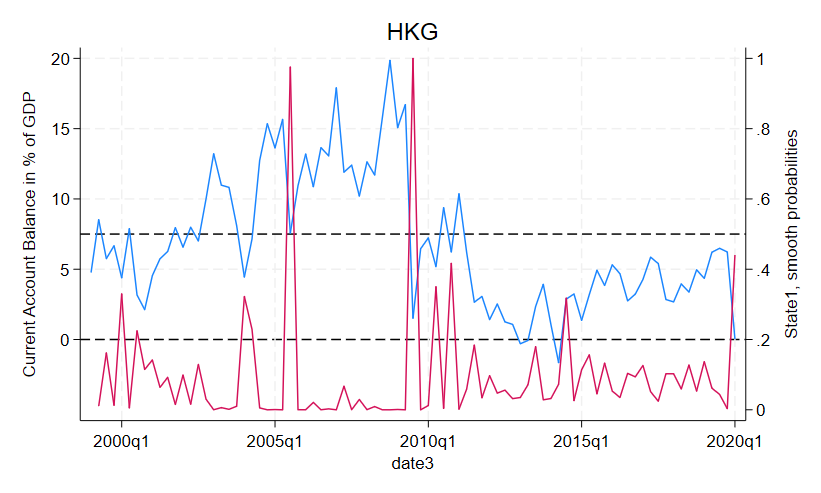 HKG
Current Account Balance in % of GDP
20
15
10
5
0
1
.8
.6
.4
.2
0
State1, smooth probabilities
2000q1 2005q1 2010q1 2015q1 2020q1
date3